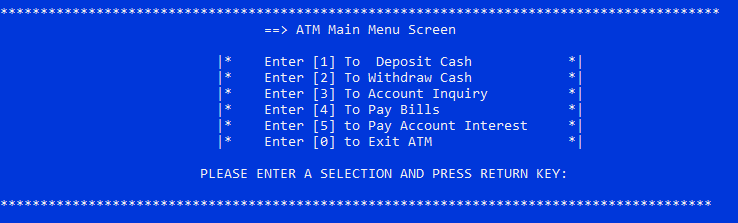 ******************************************************************************************
==> ATM Main Menu Screen
|*    Enter [1] To  Deposit Cash            *|
|*    Enter [2] To Withdraw Cash            *|
|*    Enter [3] To Account Inquiry          *|
|*    Enter [4] To Pay Bills                *|
|*    Enter [5] to Pay Account Interest     *|
|*    Enter [0] to Exit ATM                 *|
PLEASE ENTER A SELECTION AND PRESS RETURN KEY:
*****************************************************************************************